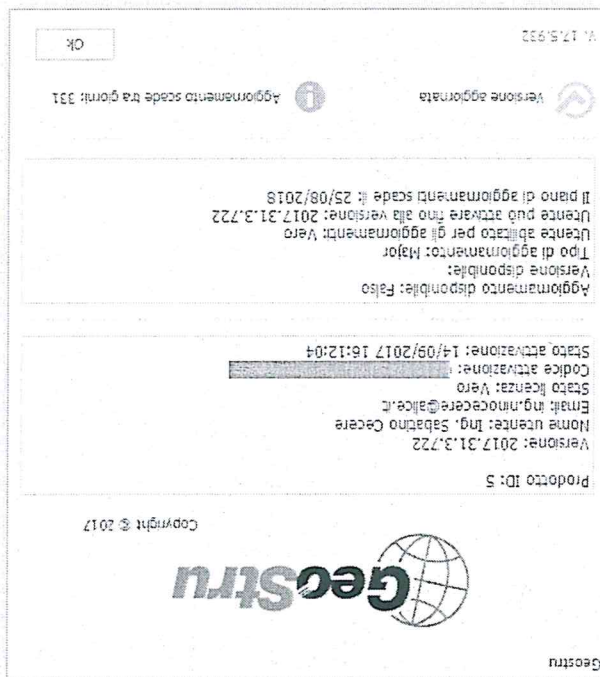 Geostru
GeoStru
Copyright © 2017
Prodotto ID: 5
Versione: 2017.31.3.722
Nome utente: Ing. Sabatino Cecere
Email: ing.ninocecere@alice.it
Stato licenza: Vero
Codice attivazione:
Stato attivazione: 14/09/2017 16:12:04
Aggiornamento disponibile: Falso
Versione disponibile:
Tipo di aggiornamento: Major
Utente abilitato per gli aggiornamenti: Vero
Utente può attivare fino alla versione: 2017.31.3.722
Il piano di aggiornamenti scade il: 25/08/2018
Versione aggiornata
Aggiornamento scade tra giorni: 331
V. 17.5.932
Ok